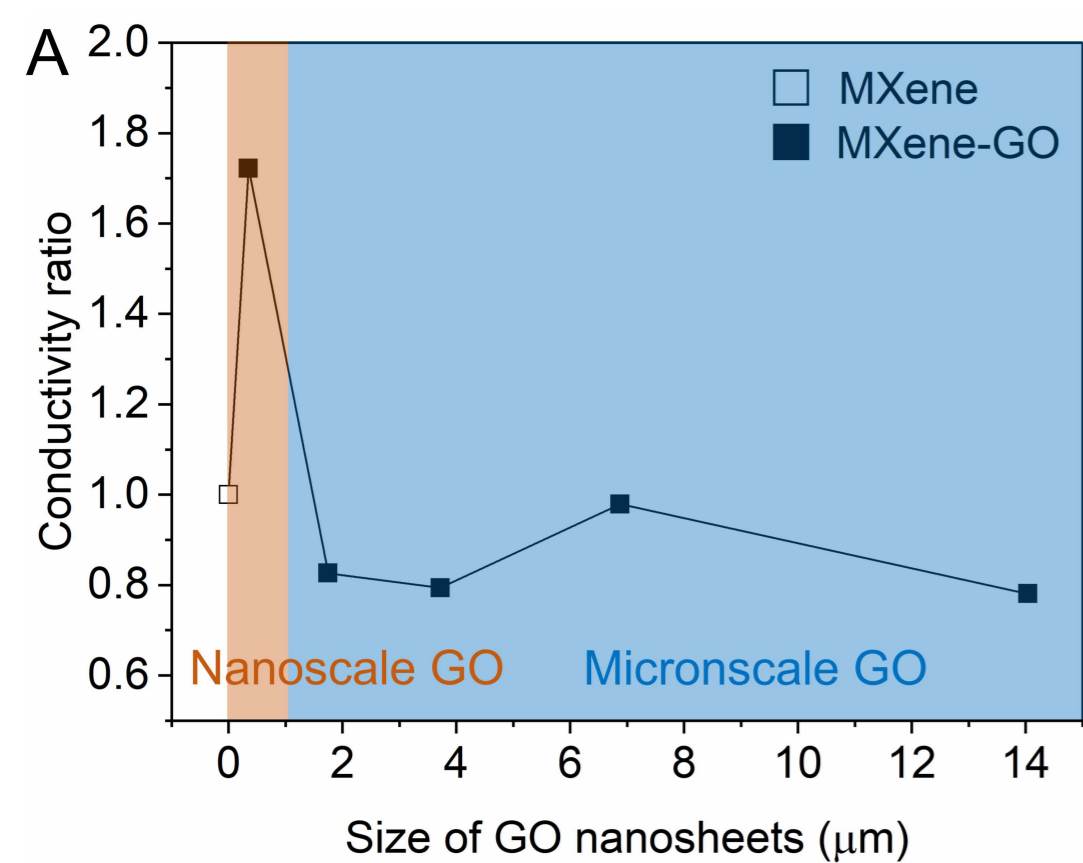 A
2.0
1.8
1.6
1.4
1.2
1.0
0.8
0.6
Conductivity ratio
MXene
MXene-GO
Nanoscale GO
Micronscale GO
0 2 4 6 8 10 12 14
Size of GO nanosheets (μm)